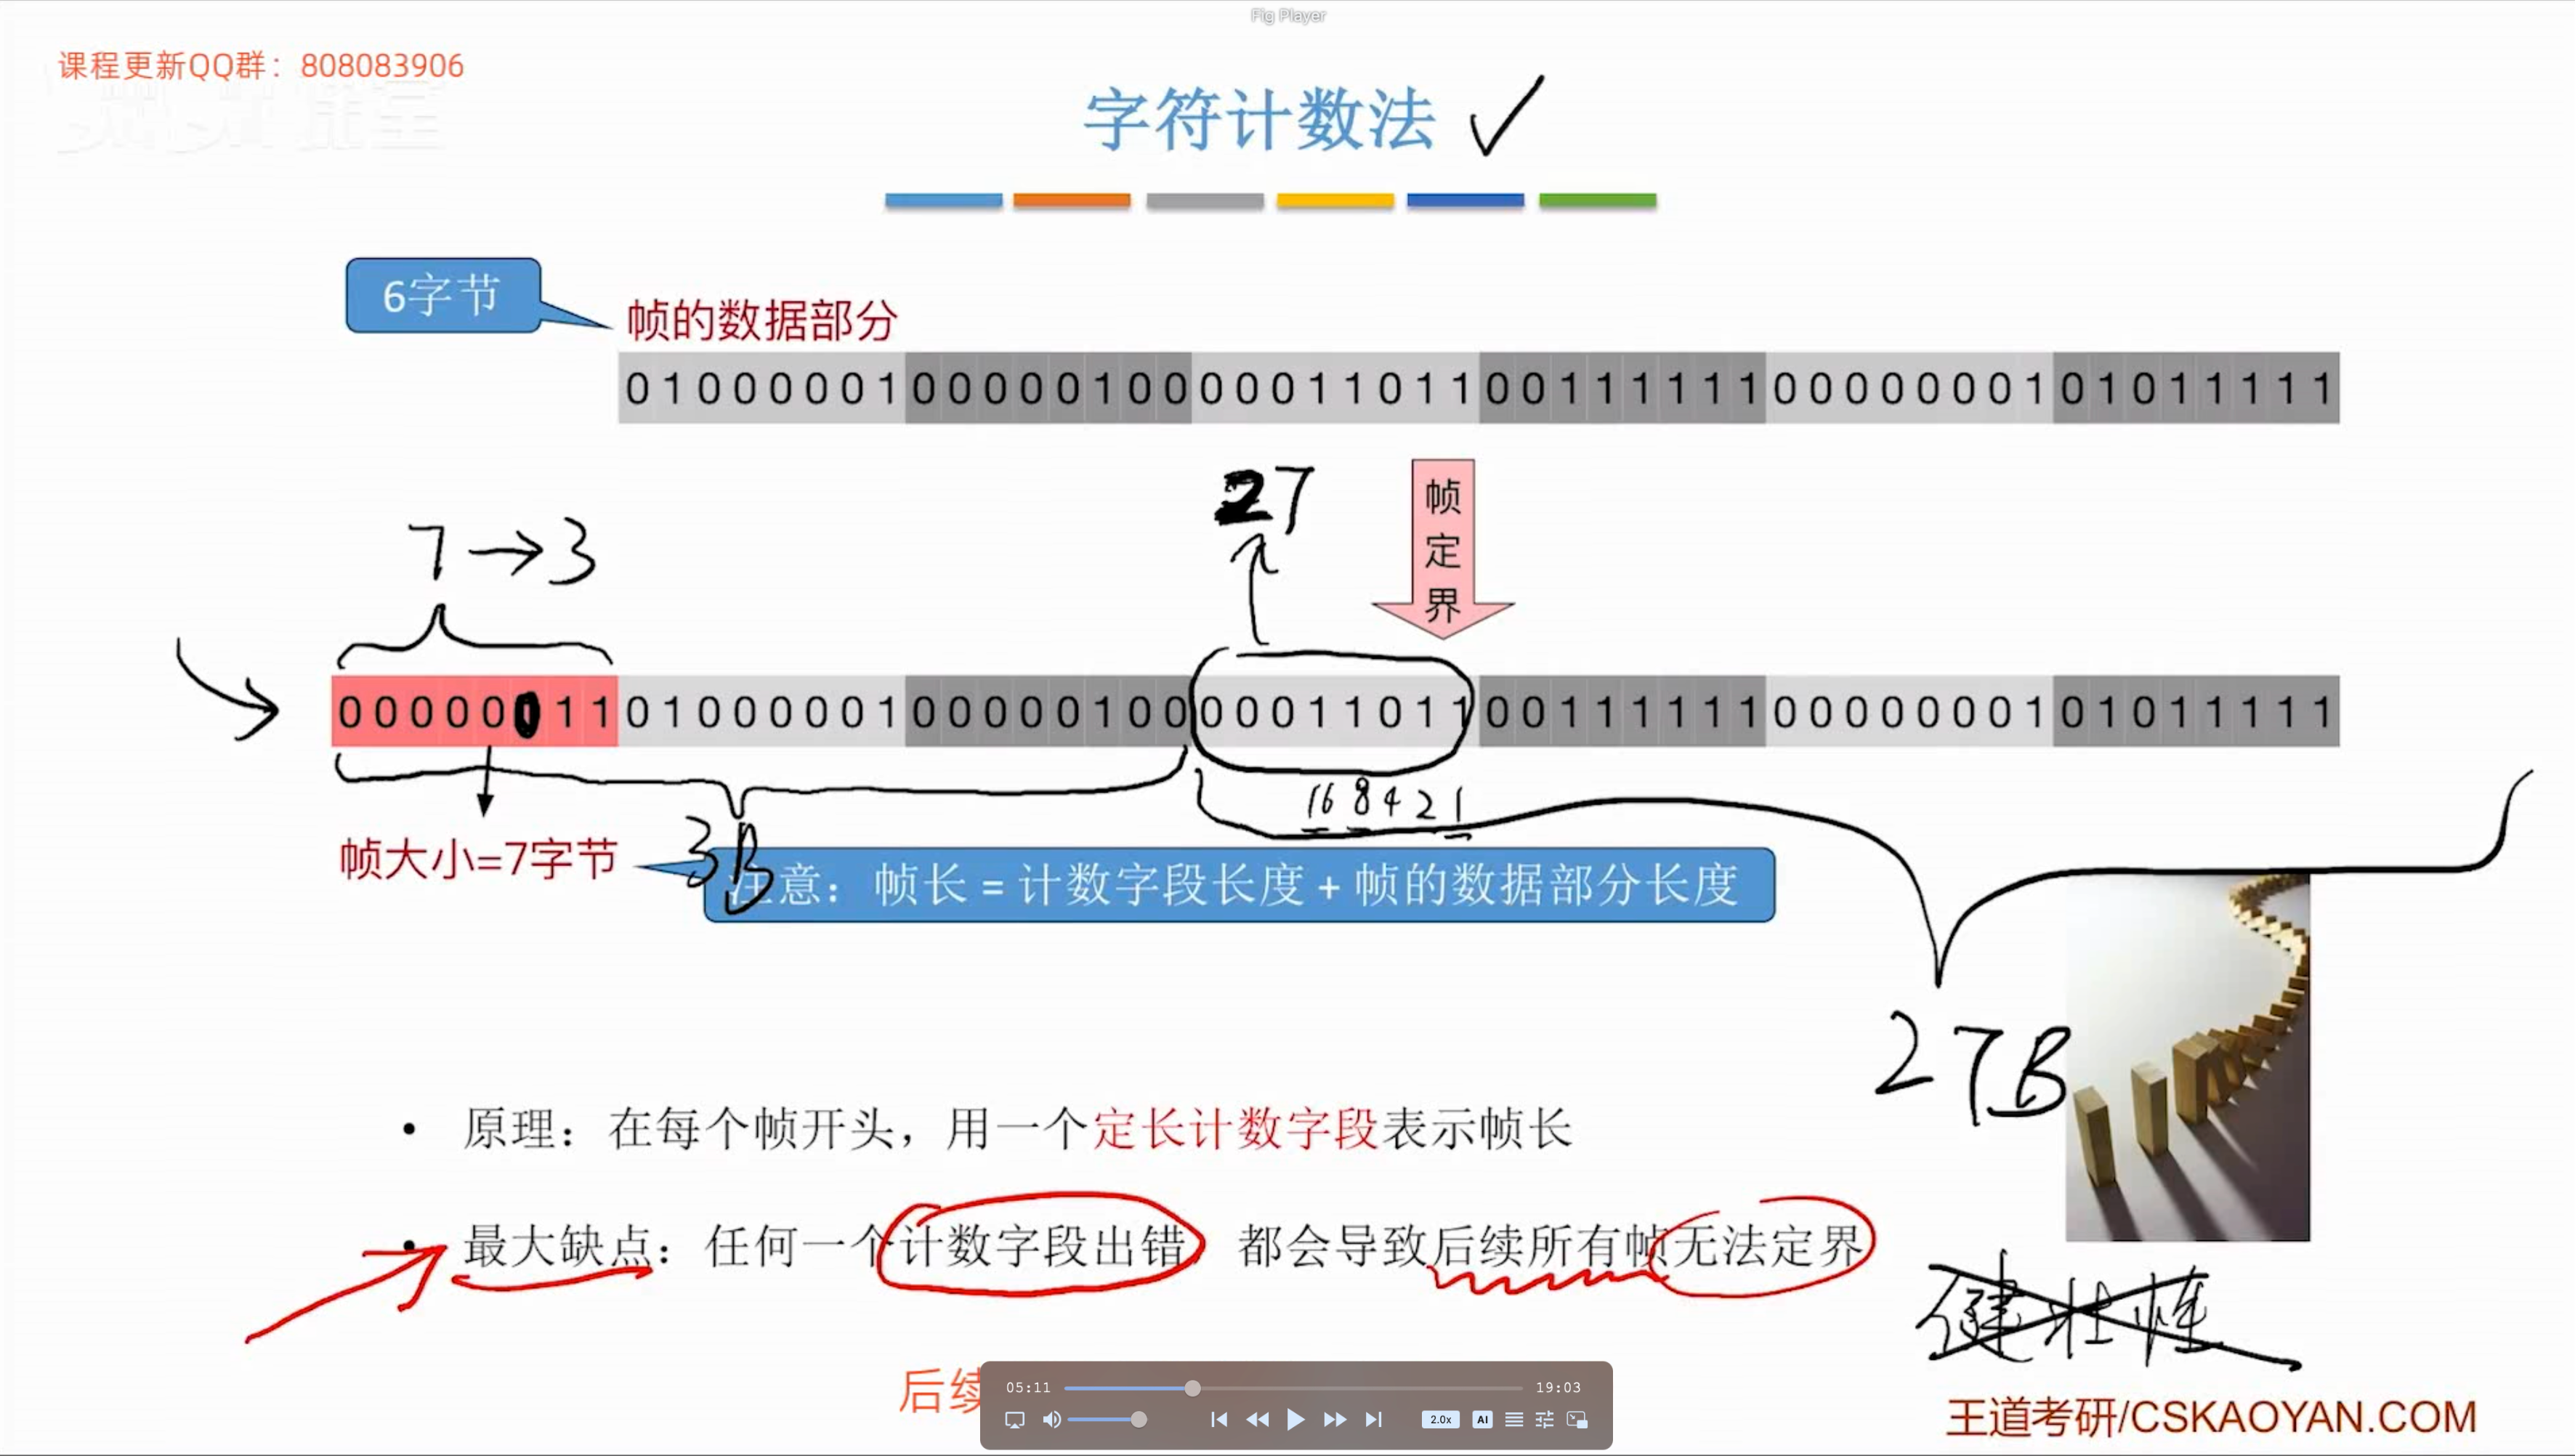 Fig Player
课程更新QQ群：808083906
字符计数法
6字节
帧的数据部分
0 1 0 0 0 0 0 1 0 0 0 0 0 1 0 0 0 0 0 1 1 0 1 1 0 0 1 1 1 1 1 1 0 0 0 0 0 0 0 1 0 1 0 1 1 1 1 1
27
帧定界
7→3
0 0 0 0 0 0 1 1 0 1 0 0 0 0 0 1 0 0 0 0 0 1 0 0 0 0 0 1 1 0 1 1 0 0 1 1 1 1 1 1 0 0 0 0 0 0 0 1 0 1 0 1 1 1 1 1
16 8 4 2 1
帧大小=7字节
3B
注意：帧长 = 计数字段长度 + 帧的数据部分长度
27B
• 原理：在每个帧开头，用一个定长计数字段表示帧长
• 最大缺点：任何一个计数字段出错 都会导致后续所有帧无法定界
健壮性
后续
05:11
19:03
2.0x
AI
王道考研/CSKAOYAN.COM